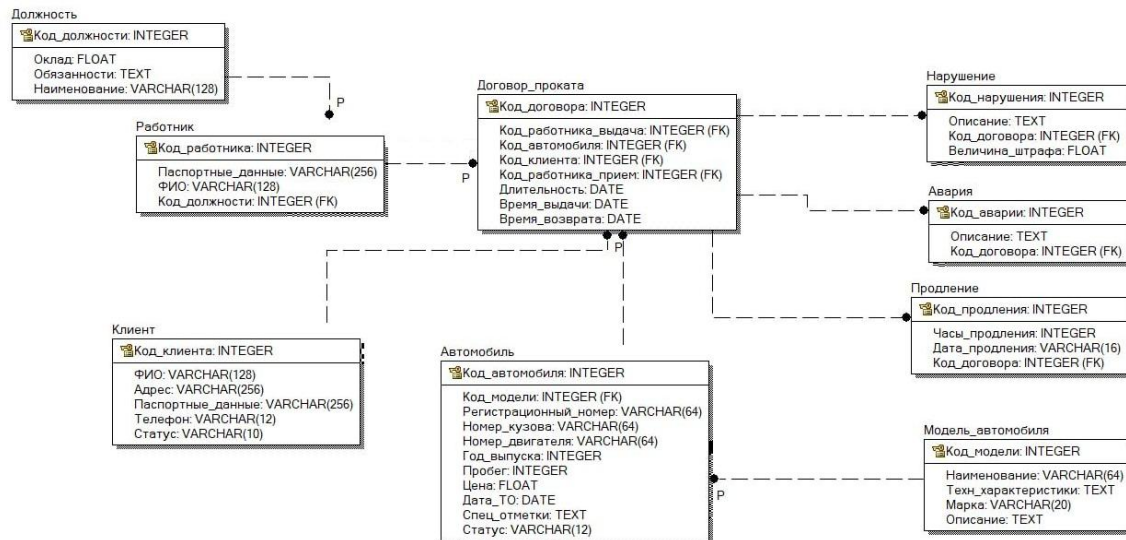 Должность
Код_должности: INTEGER
Оклад: FLOAT
Обязанности: TEXT
Наименование: VARCHAR(128)
P
Работник
Код_работника: INTEGER
Паспортные_данные: VARCHAR(256)
ФИО: VARCHAR(128)
Код_должности: INTEGER (FK)
P
Договор_проката
Код_договора: INTEGER
Код_работника_выдача: INTEGER (FK)
Код_автомобиля: INTEGER (FK)
Код_клиента: INTEGER (FK)
Код_работника_прием: INTEGER (FK)
Длительность: DATE
Время_выдачи: DATE
Время_возврата: DATE
P
Нарушение
Код_нарушения: INTEGER
Описание: TEXT
Код_договора: INTEGER (FK)
Величина_штрафа: FLOAT
Авария
Код_аварии: INTEGER
Описание: TEXT
Код_договора: INTEGER (FK)
Продление
Код_продления: INTEGER
Часы_продления: INTEGER
Дата_продления: VARCHAR(16)
Код_договора: INTEGER (FK)
Клиент
Код_клиента: INTEGER
ФИО: VARCHAR(128)
Адрес: VARCHAR(256)
Паспортные_данные: VARCHAR(256)
Телефон: VARCHAR(12)
Статус: VARCHAR(10)
Автомобиль
Код_автомобиля: INTEGER
Код_модели: INTEGER (FK)
Регистрационный_номер: VARCHAR(64)
Номер_кузова: VARCHAR(64)
Номер_двигателя: VARCHAR(64)
Год_выпуска: INTEGER
Пробег: INTEGER
Цена: FLOAT
Дата_ТО: DATE
Спец_отметки: TEXT
Статус: VARCHAR(12)
P
Модель_автомобиля
Код_модели: INTEGER
Наименование: VARCHAR(64)
Техн_характеристики: TEXT
Марка: VARCHAR(20)
Описание: TEXT